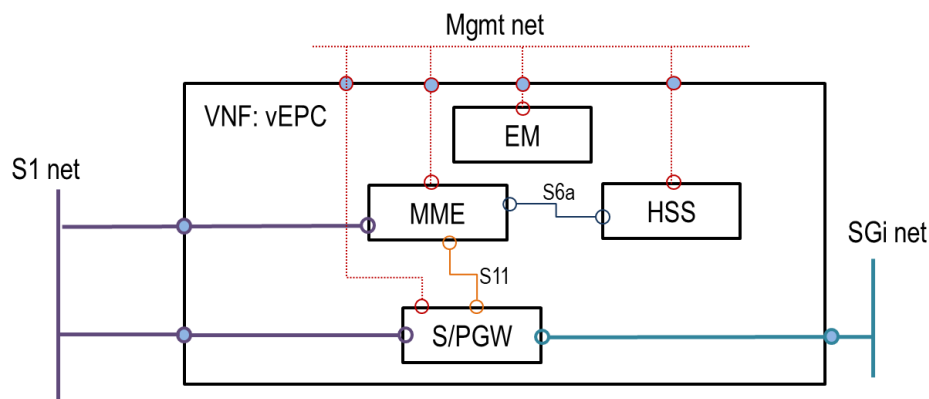 Mgmt net
VNF: vEPC
EM
S1 net
S6a
MME
HSS
SGi net
S11
S/PGW